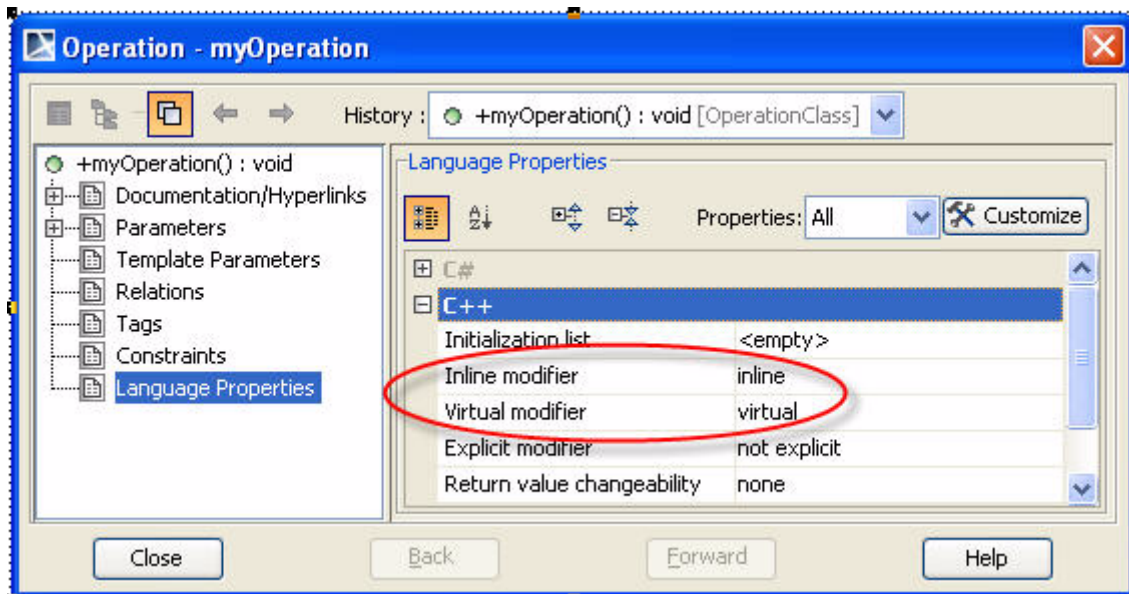 Operation - myOperation
History : +myOperation() : void [OperationClass]
+myOperation() : void
Documentation/Hyperlinks
Parameters
Template Parameters
Relations
Tags
Constraints
Language Properties
Language Properties
Properties: All Customize
C#
C++
Initialization list <empty>
Inline modifier inline
Virtual modifier virtual
Explicit modifier not explicit
Return value changeability none
Close Back Forward Help